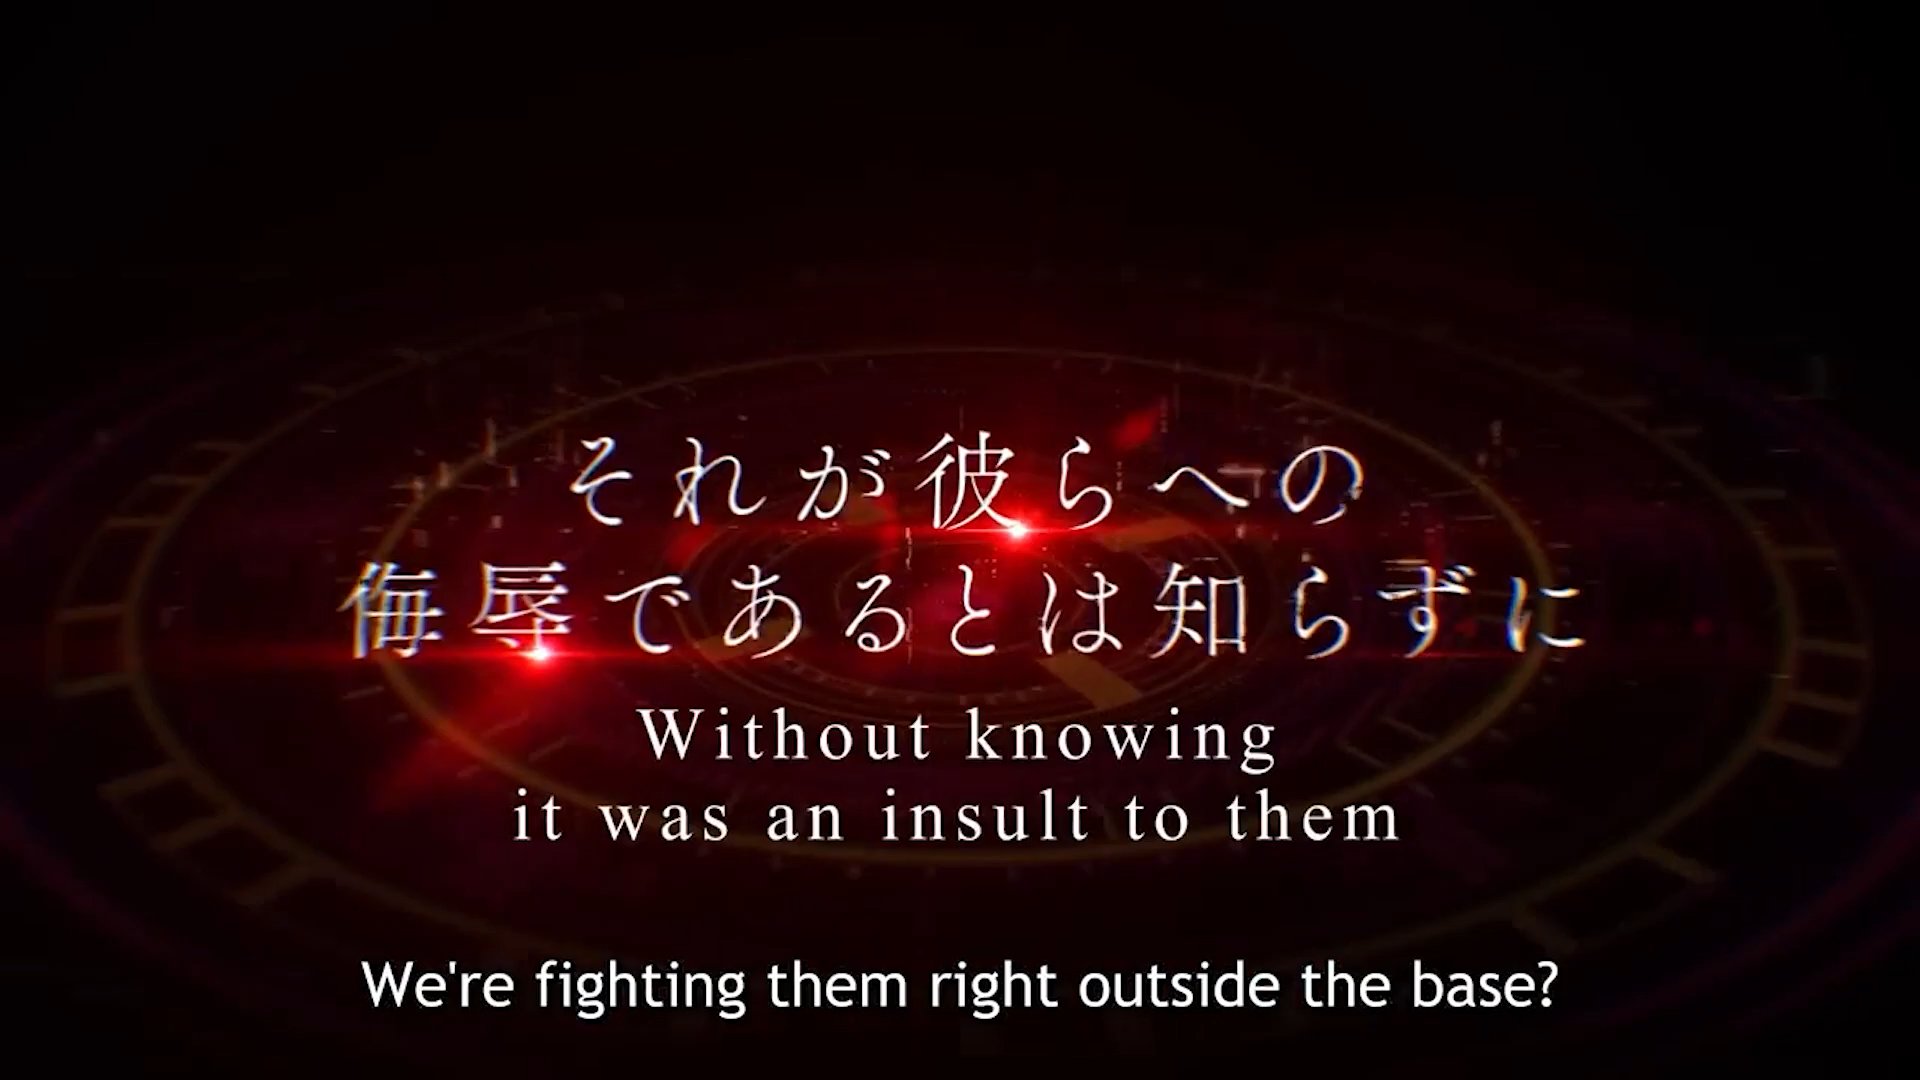 それが彼らへの
侮辱であるとは知らずに
Without knowing
it was an insult to them
We're fighting them right outside the base?